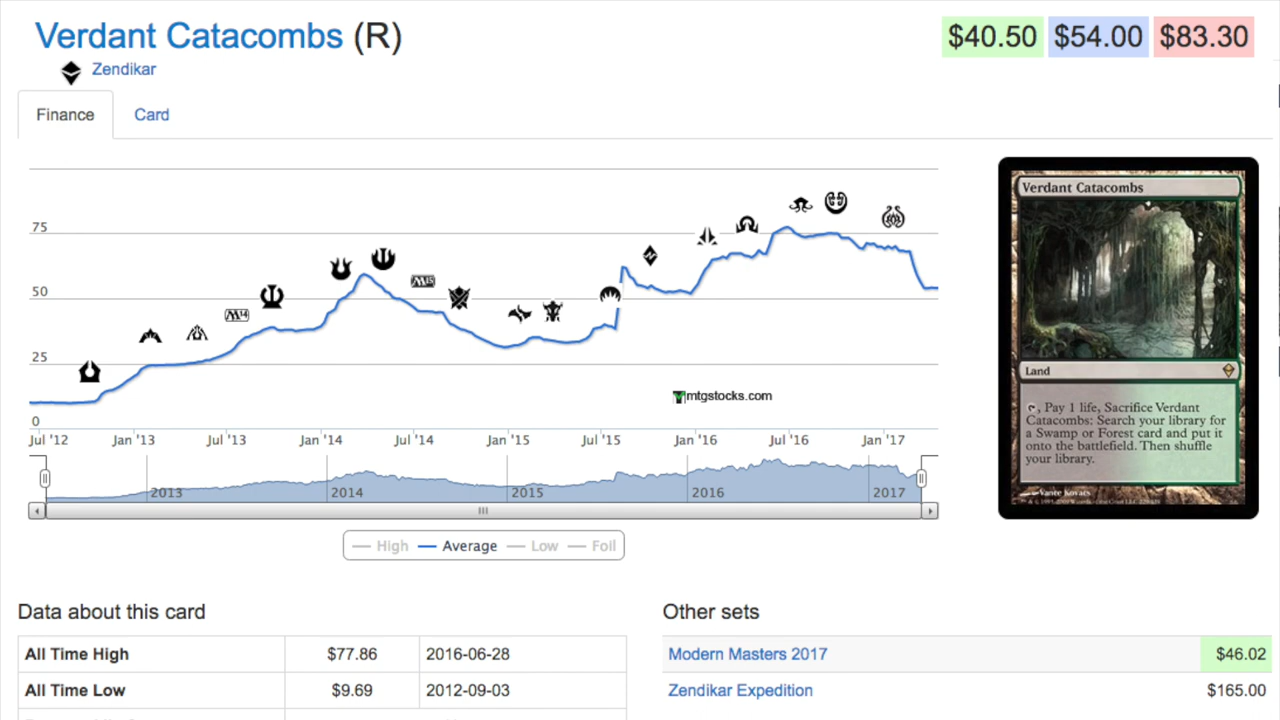 Verdant Catacombs (R)
$40.50 $54.00 $83.30
Zendikar
Finance Card
75
50
25
0
M14
M15
mtgstocks.com
Jul '12 Jan '13 Jul '13 Jan '14 Jul '14 Jan '15 Jul '15 Jan '16 Jul '16 Jan '17
2013 2014 2015 2016 2017
High Average Low Foil
Verdant Catacombs
Land
, Pay 1 life, Sacrifice Verdant
Catacombs: Search your library for
a Swamp or Forest card and put it
onto the battlefield. Then shuffle
your library.
Vance Kovacs
Data about this card
All Time High $77.86 2016-06-28
All Time Low $9.69 2012-09-03
Other sets
Modern Masters 2017 $46.02
Zendikar Expedition $165.00